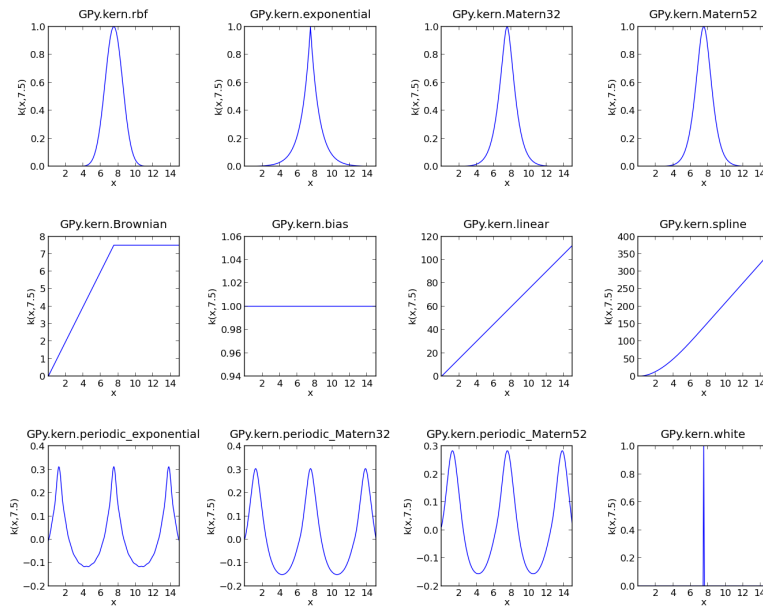 GPy.kern.rbf
GPy.kern.exponential
GPy.kern.Matern32
GPy.kern.Matern52
1.0
0.8
0.6
0.4
0.2
0.0
k(x,7.5)
2 4 6 8 10 12 14
x
1.0
0.8
0.6
0.4
0.2
0.0
k(x,7.5)
2 4 6 8 10 12 14
x
1.0
0.8
0.6
0.4
0.2
0.0
k(x,7.5)
2 4 6 8 10 12 14
x
1.0
0.8
0.6
0.4
0.2
0.0
k(x,7.5)
2 4 6 8 10 12 14
x
GPy.kern.Brownian
GPy.kern.bias
GPy.kern.linear
GPy.kern.spline
8
7
6
5
4
3
2
1
0
k(x,7.5)
2 4 6 8 10 12 14
x
1.06
1.04
1.02
1.00
0.98
0.96
0.94
k(x,7.5)
2 4 6 8 10 12 14
x
120
100
80
60
40
20
0
k(x,7.5)
2 4 6 8 10 12 14
x
400
350
300
250
200
150
100
50
0
k(x,7.5)
2 4 6 8 10 12 14
x
GPy.kern.periodic_exponential
GPy.kern.periodic_Matern32
GPy.kern.periodic_Matern52
GPy.kern.white
0.4
0.3
0.2
0.1
0.0
−0.1
−0.2
k(x,7.5)
2 4 6 8 10 12 14
x
0.4
0.3
0.2
0.1
0.0
−0.1
−0.2
k(x,7.5)
2 4 6 8 10 12 14
x
0.3
0.2
0.1
0.0
−0.1
−0.2
k(x,7.5)
2 4 6 8 10 12 14
x
1.0
0.8
0.6
0.4
0.2
0.0
k(x,7.5)
2 4 6 8 10 12 14
x